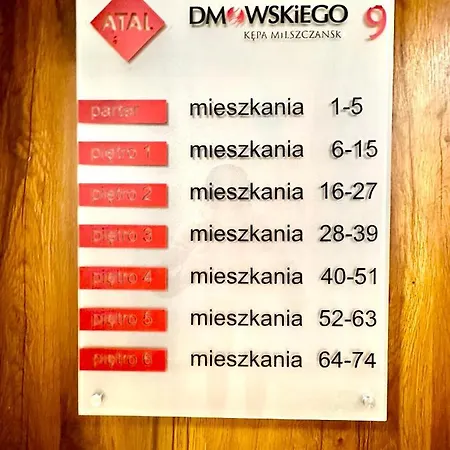 ATAL
DMOWSKiEGO 9
KĘPA MIESZCZAŃSK
parter mieszkania 1-5
piętro 1 mieszkania 6-15
piętro 2 mieszkania 16-27
piętro 3 mieszkania 28-39
piętro 4 mieszkania 40-51
piętro 5 mieszkania 52-63
piętro 6 mieszkania 64-74